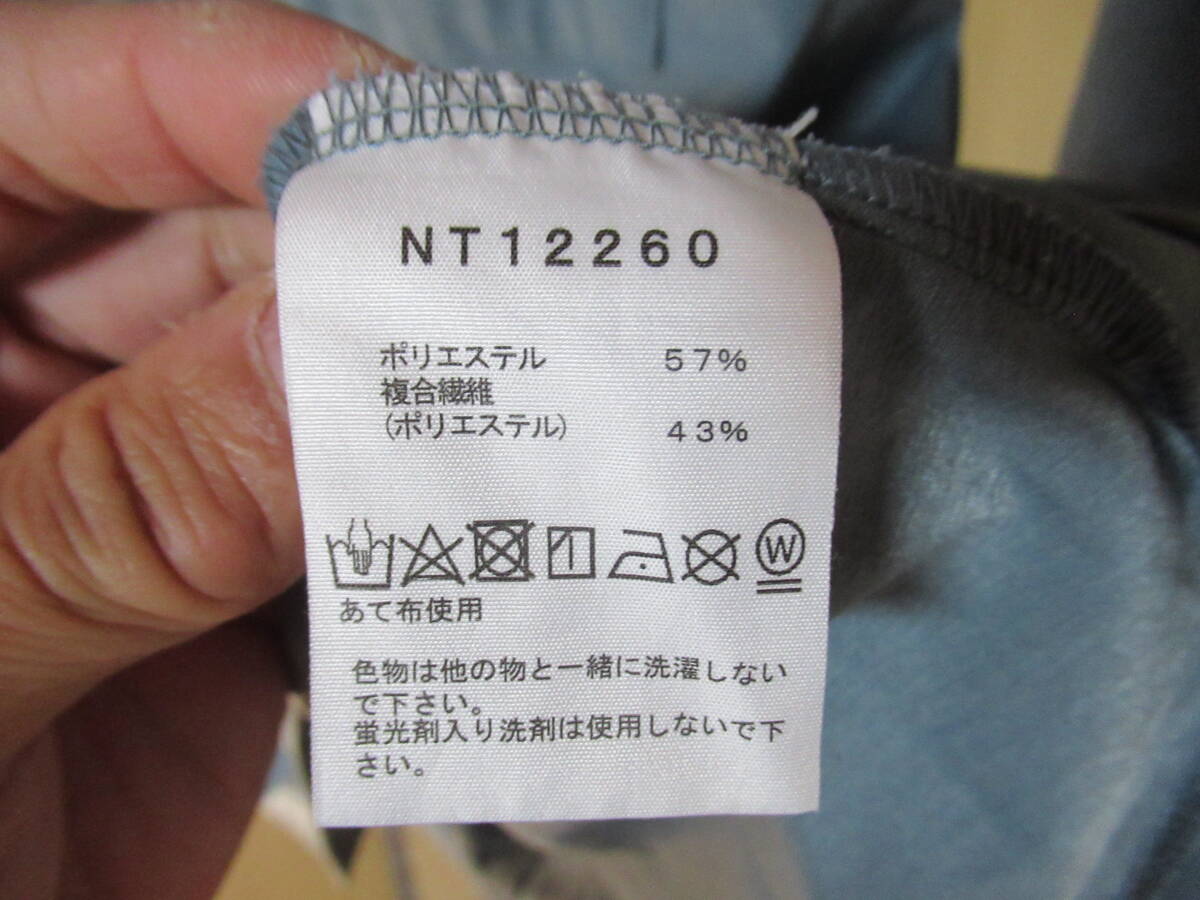 NT12260
ポリエステル 57%
複合繊維
(ポリエステル) 43%
W
あて布使用
色物は他の物と一緒に洗濯しない
で下さい。
蛍光剤入り洗剤は使用しないで下
さい。